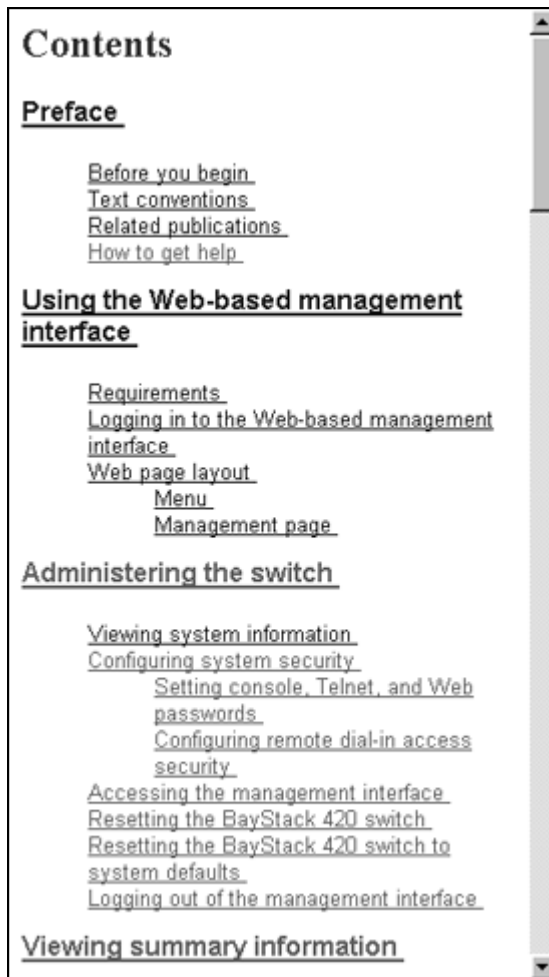 Contents
Preface
Before you begin
Text conventions
Related publications
How to get help
Using the Web-based management
interface
Requirements
Logging in to the Web-based management
interface
Web page layout
Menu
Management page
Administering the switch
Viewing system information
Configuring system security
Setting console, Telnet, and Web
passwords
Configuring remote dial-in access
security
Accessing the management interface
Resetting the BayStack 420 switch
Resetting the BayStack 420 switch to
system defaults
Logging out of the management interface
Viewing summary information